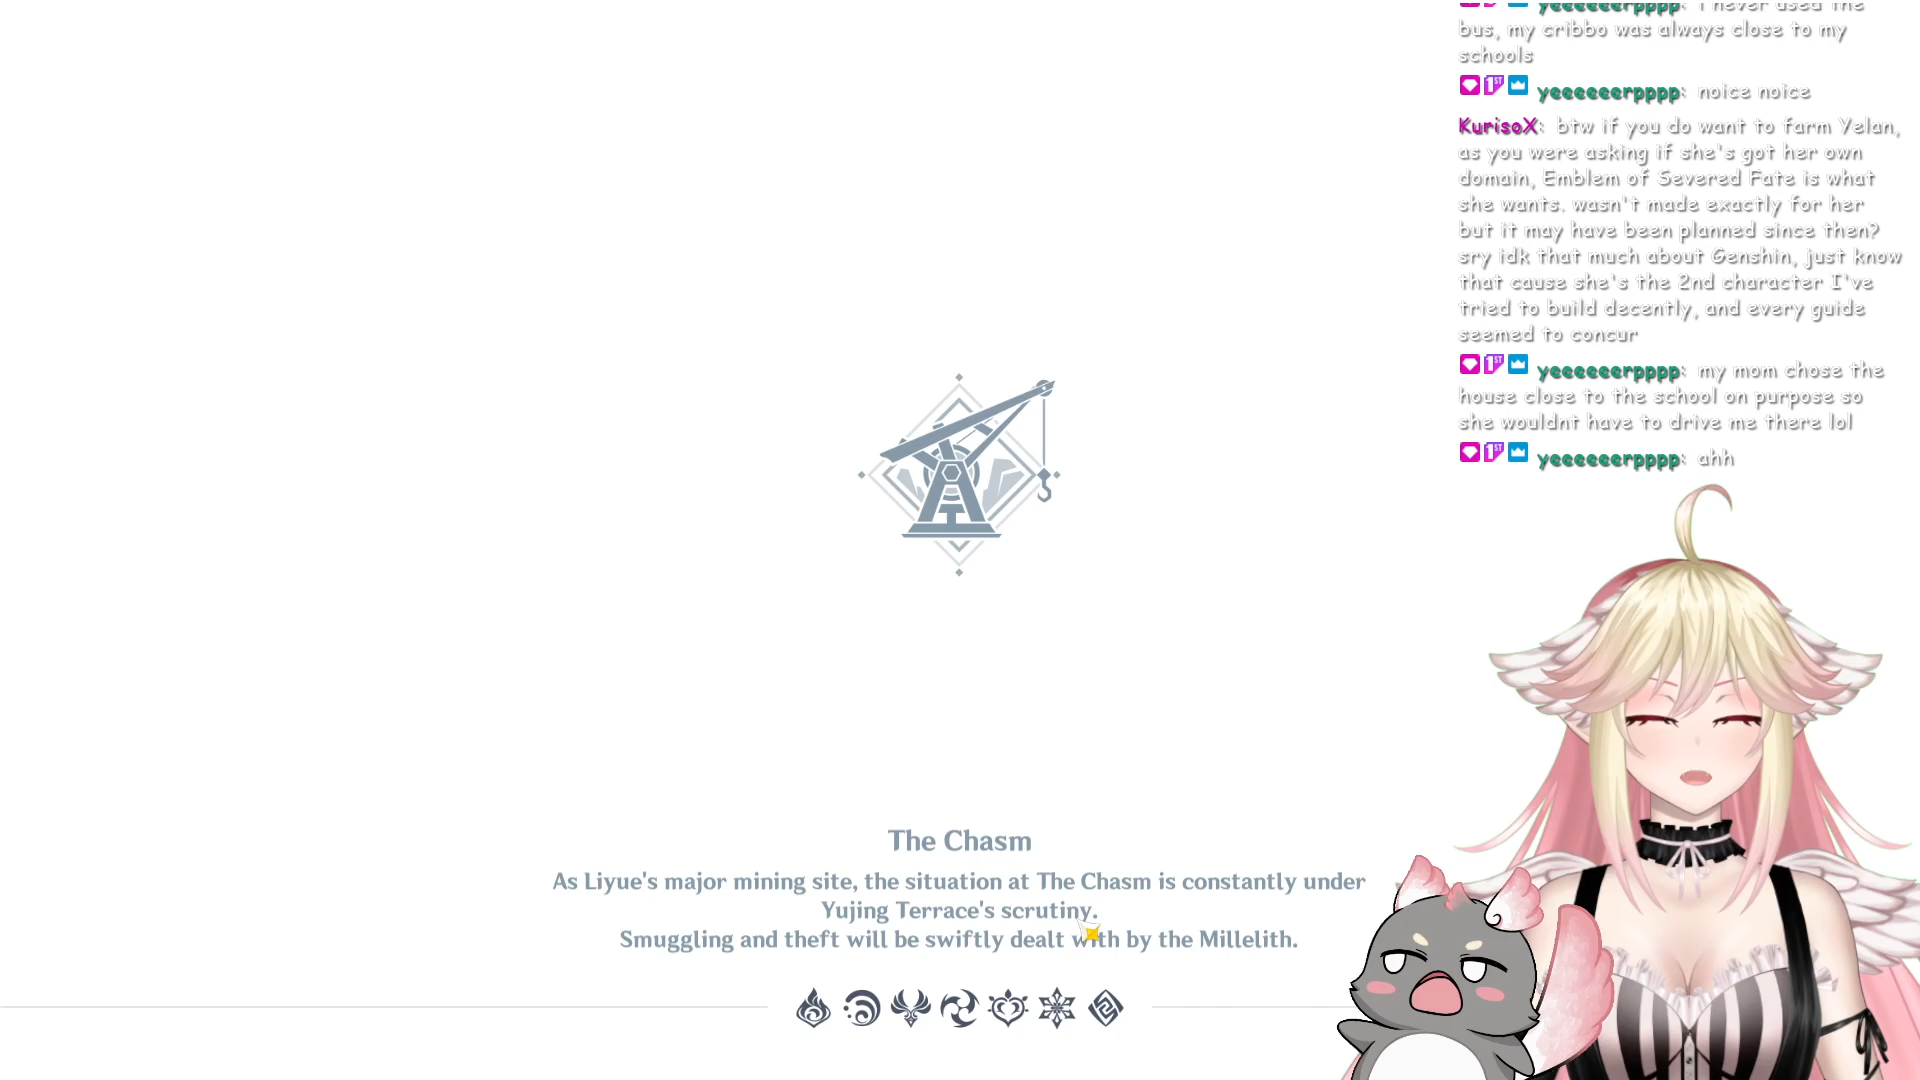 yeeeeeerpppp: i never used the
bus, my cribbo was always close to my
schools
yeeeeeerpppp: noice noice
KurisoX: btw if you do want to farm Yelan,
as you were asking if she's got her own
domain, Emblem of Severed Fate is what
she wants. wasn't made exactly for her
but it may have been planned since then?
sry idk that much about Genshin, just know
that cause she's the 2nd character I've
tried to build decently, and every guide
seemed to concur
yeeeeeerpppp: my mom chose the
house close to the school on purpose so
she wouldnt have to drive me there lol
yeeeeeerpppp: ahh
The Chasm
As Liyue's major mining site, the situation at The Chasm is constantly under
Yujing Terrace's scrutiny.
Smuggling and theft will be swiftly dealt with by the Millelith.